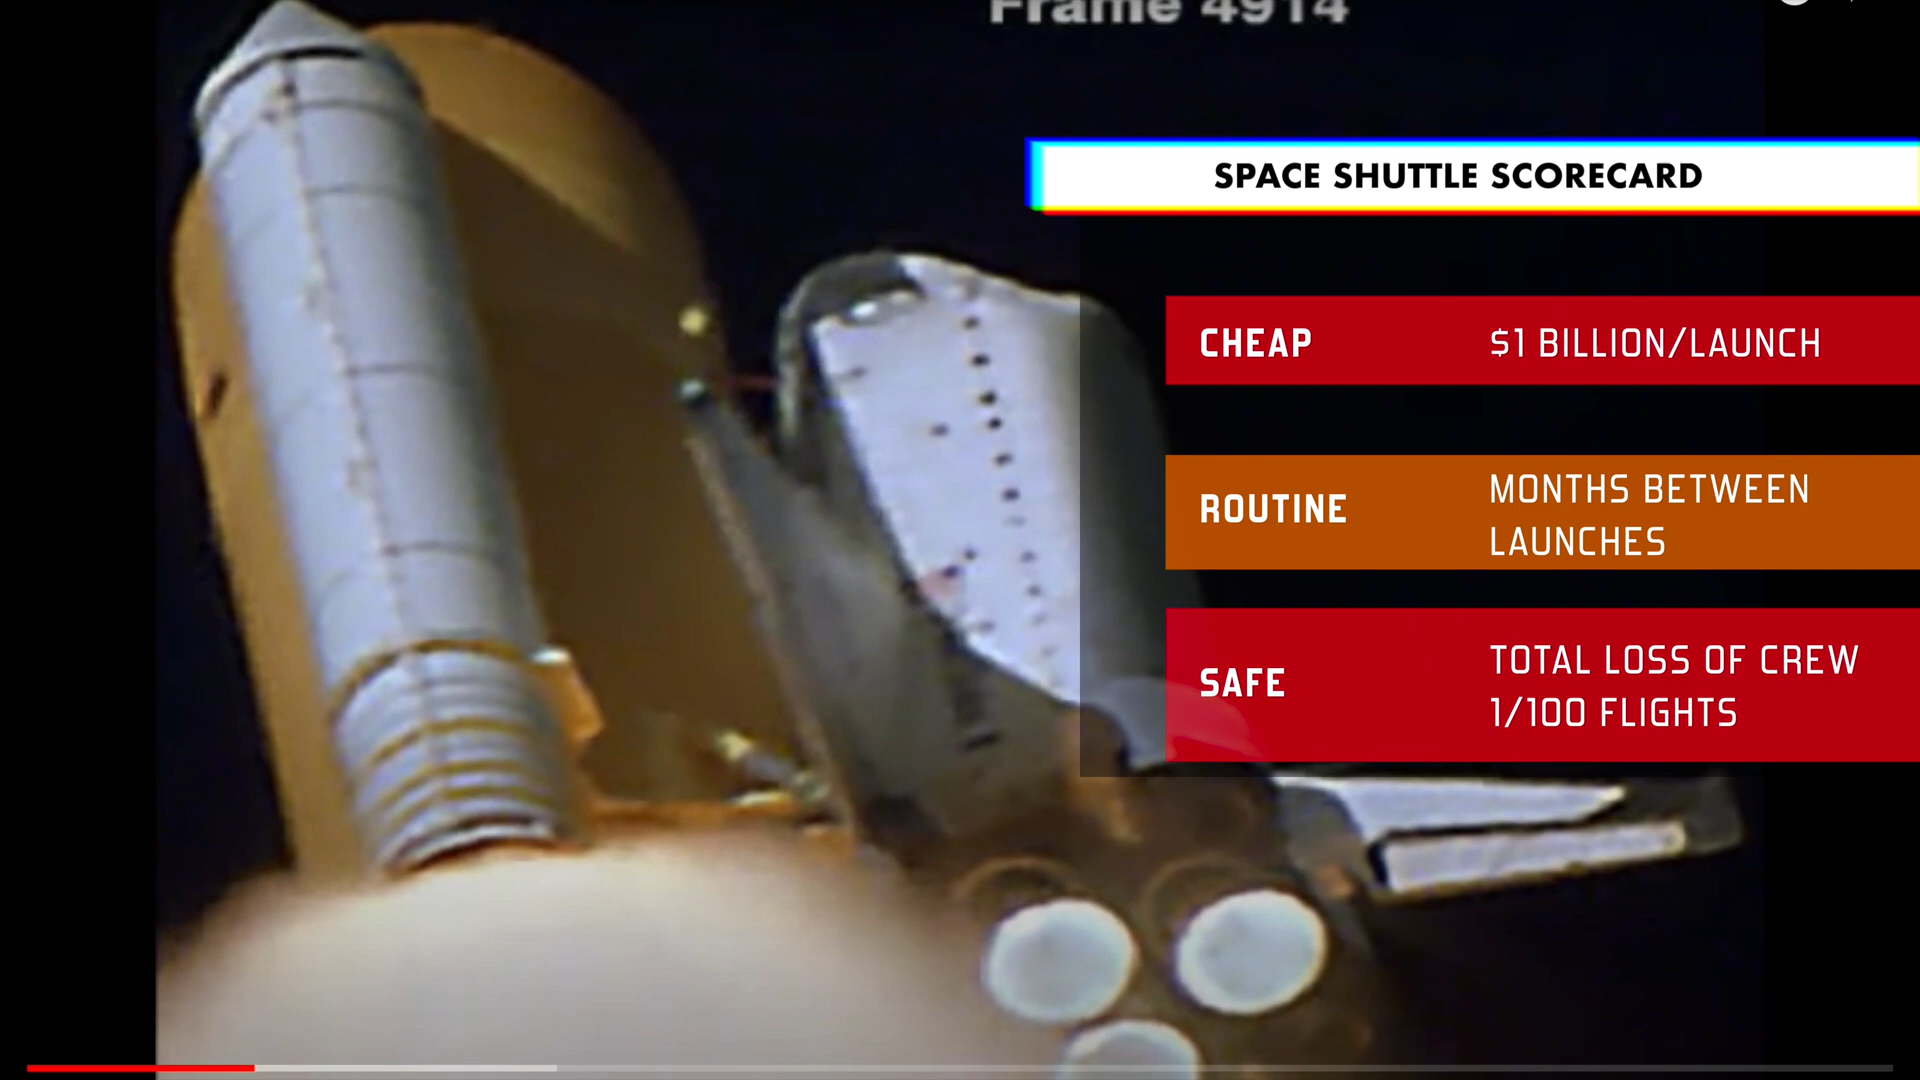 Frame 4914
SPACE SHUTTLE SCORECARD
CHEAP
$1 BILLION/LAUNCH
ROUTINE
MONTHS BETWEEN
LAUNCHES
SAFE
TOTAL LOSS OF CREW
1/100 FLIGHTS